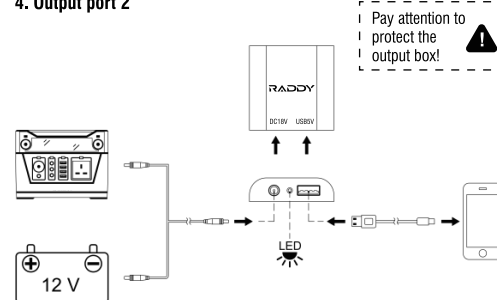 4. Output port 2
Pay attention to
protect the
output box!
RADDY
DC18V USB5V
LED
12 V